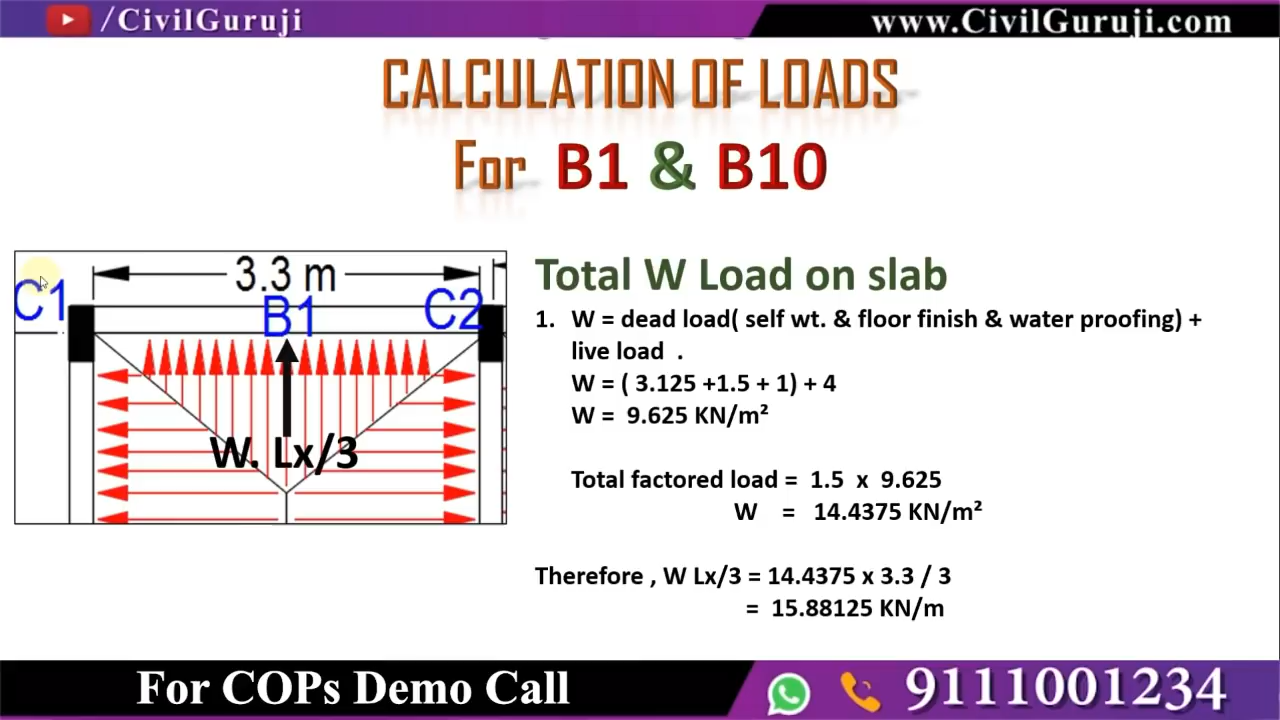 /CivilGuruji
www.CivilGuruji.com
CALCULATION OF LOADS
For B1 & B10
3.3 m
C1
B1
C2
W. Lx/3
Total W Load on slab
1. W = dead load( self wt. & floor finish & water proofing) +
live load .
W = ( 3.125 +1.5 + 1) + 4
W = 9.625 KN/m²
Total factored load = 1.5 x 9.625
W = 14.4375 KN/m²
Therefore , W Lx/3 = 14.4375 x 3.3 / 3
= 15.88125 KN/m
For COPs Demo Call
9111001234